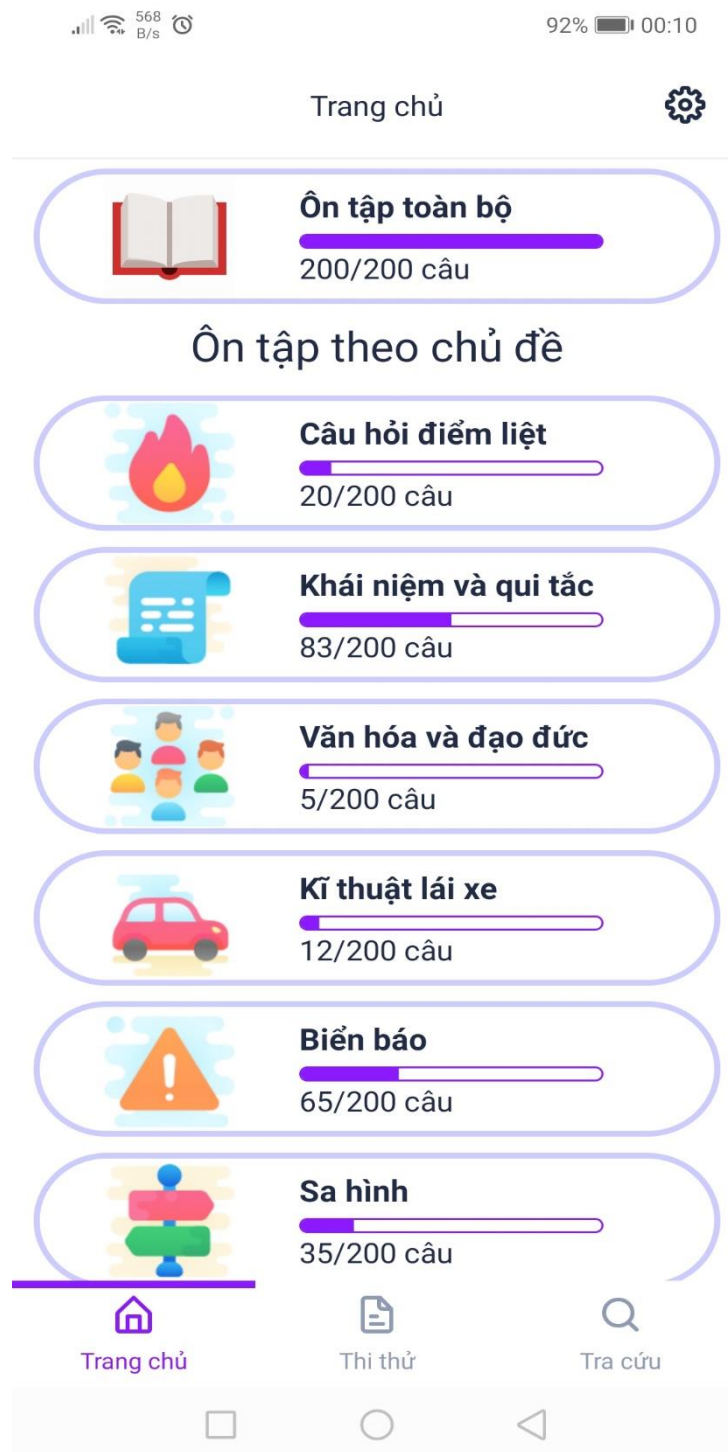 568 B/s
92% 00:10
Trang chủ
Ôn tập toàn bộ
200/200 câu
Ôn tập theo chủ đề
Câu hỏi điểm liệt
20/200 câu
Khái niệm và qui tắc
83/200 câu
Văn hóa và đạo đức
5/200 câu
Kĩ thuật lái xe
12/200 câu
Biển báo
65/200 câu
Sa hình
35/200 câu
Trang chủ
Thi thử
Tra cứu